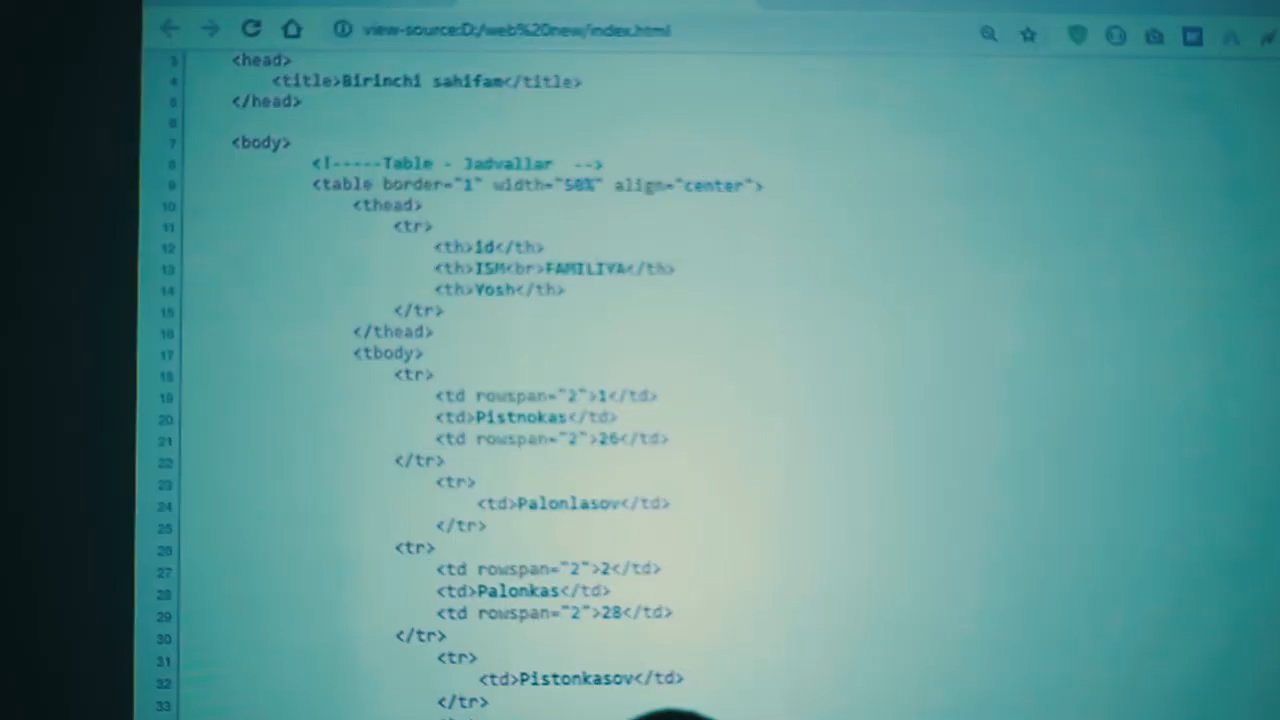 view-source:D:/web%20new/index.html
3 <head>
4 <title>Birinchi sahifam</title>
5 </head>
6
7 <body>
8 <!-----Table - Jadvallar -->
9 <table border="1" width="50%" align="center">
10 <thead>
11 <tr>
12 <th>id</th>
13 <th>ISM<br>FAMILIYA</th>
14 <th>Yosh</th>
15 </tr>
16 </thead>
17 <tbody>
18 <tr>
19 <td rowspan="2">1</td>
20 <td>Pistnokas</td>
21 <td rowspan="2">26</td>
22 </tr>
23 <tr>
24 <td>Palonlasov</td>
25 </tr>
26 <tr>
27 <td rowspan="2">2</td>
28 <td>Palonkas</td>
29 <td rowspan="2">28</td>
30 </tr>
31 <tr>
32 <td>Pistonkasov</td>
33 </tr>